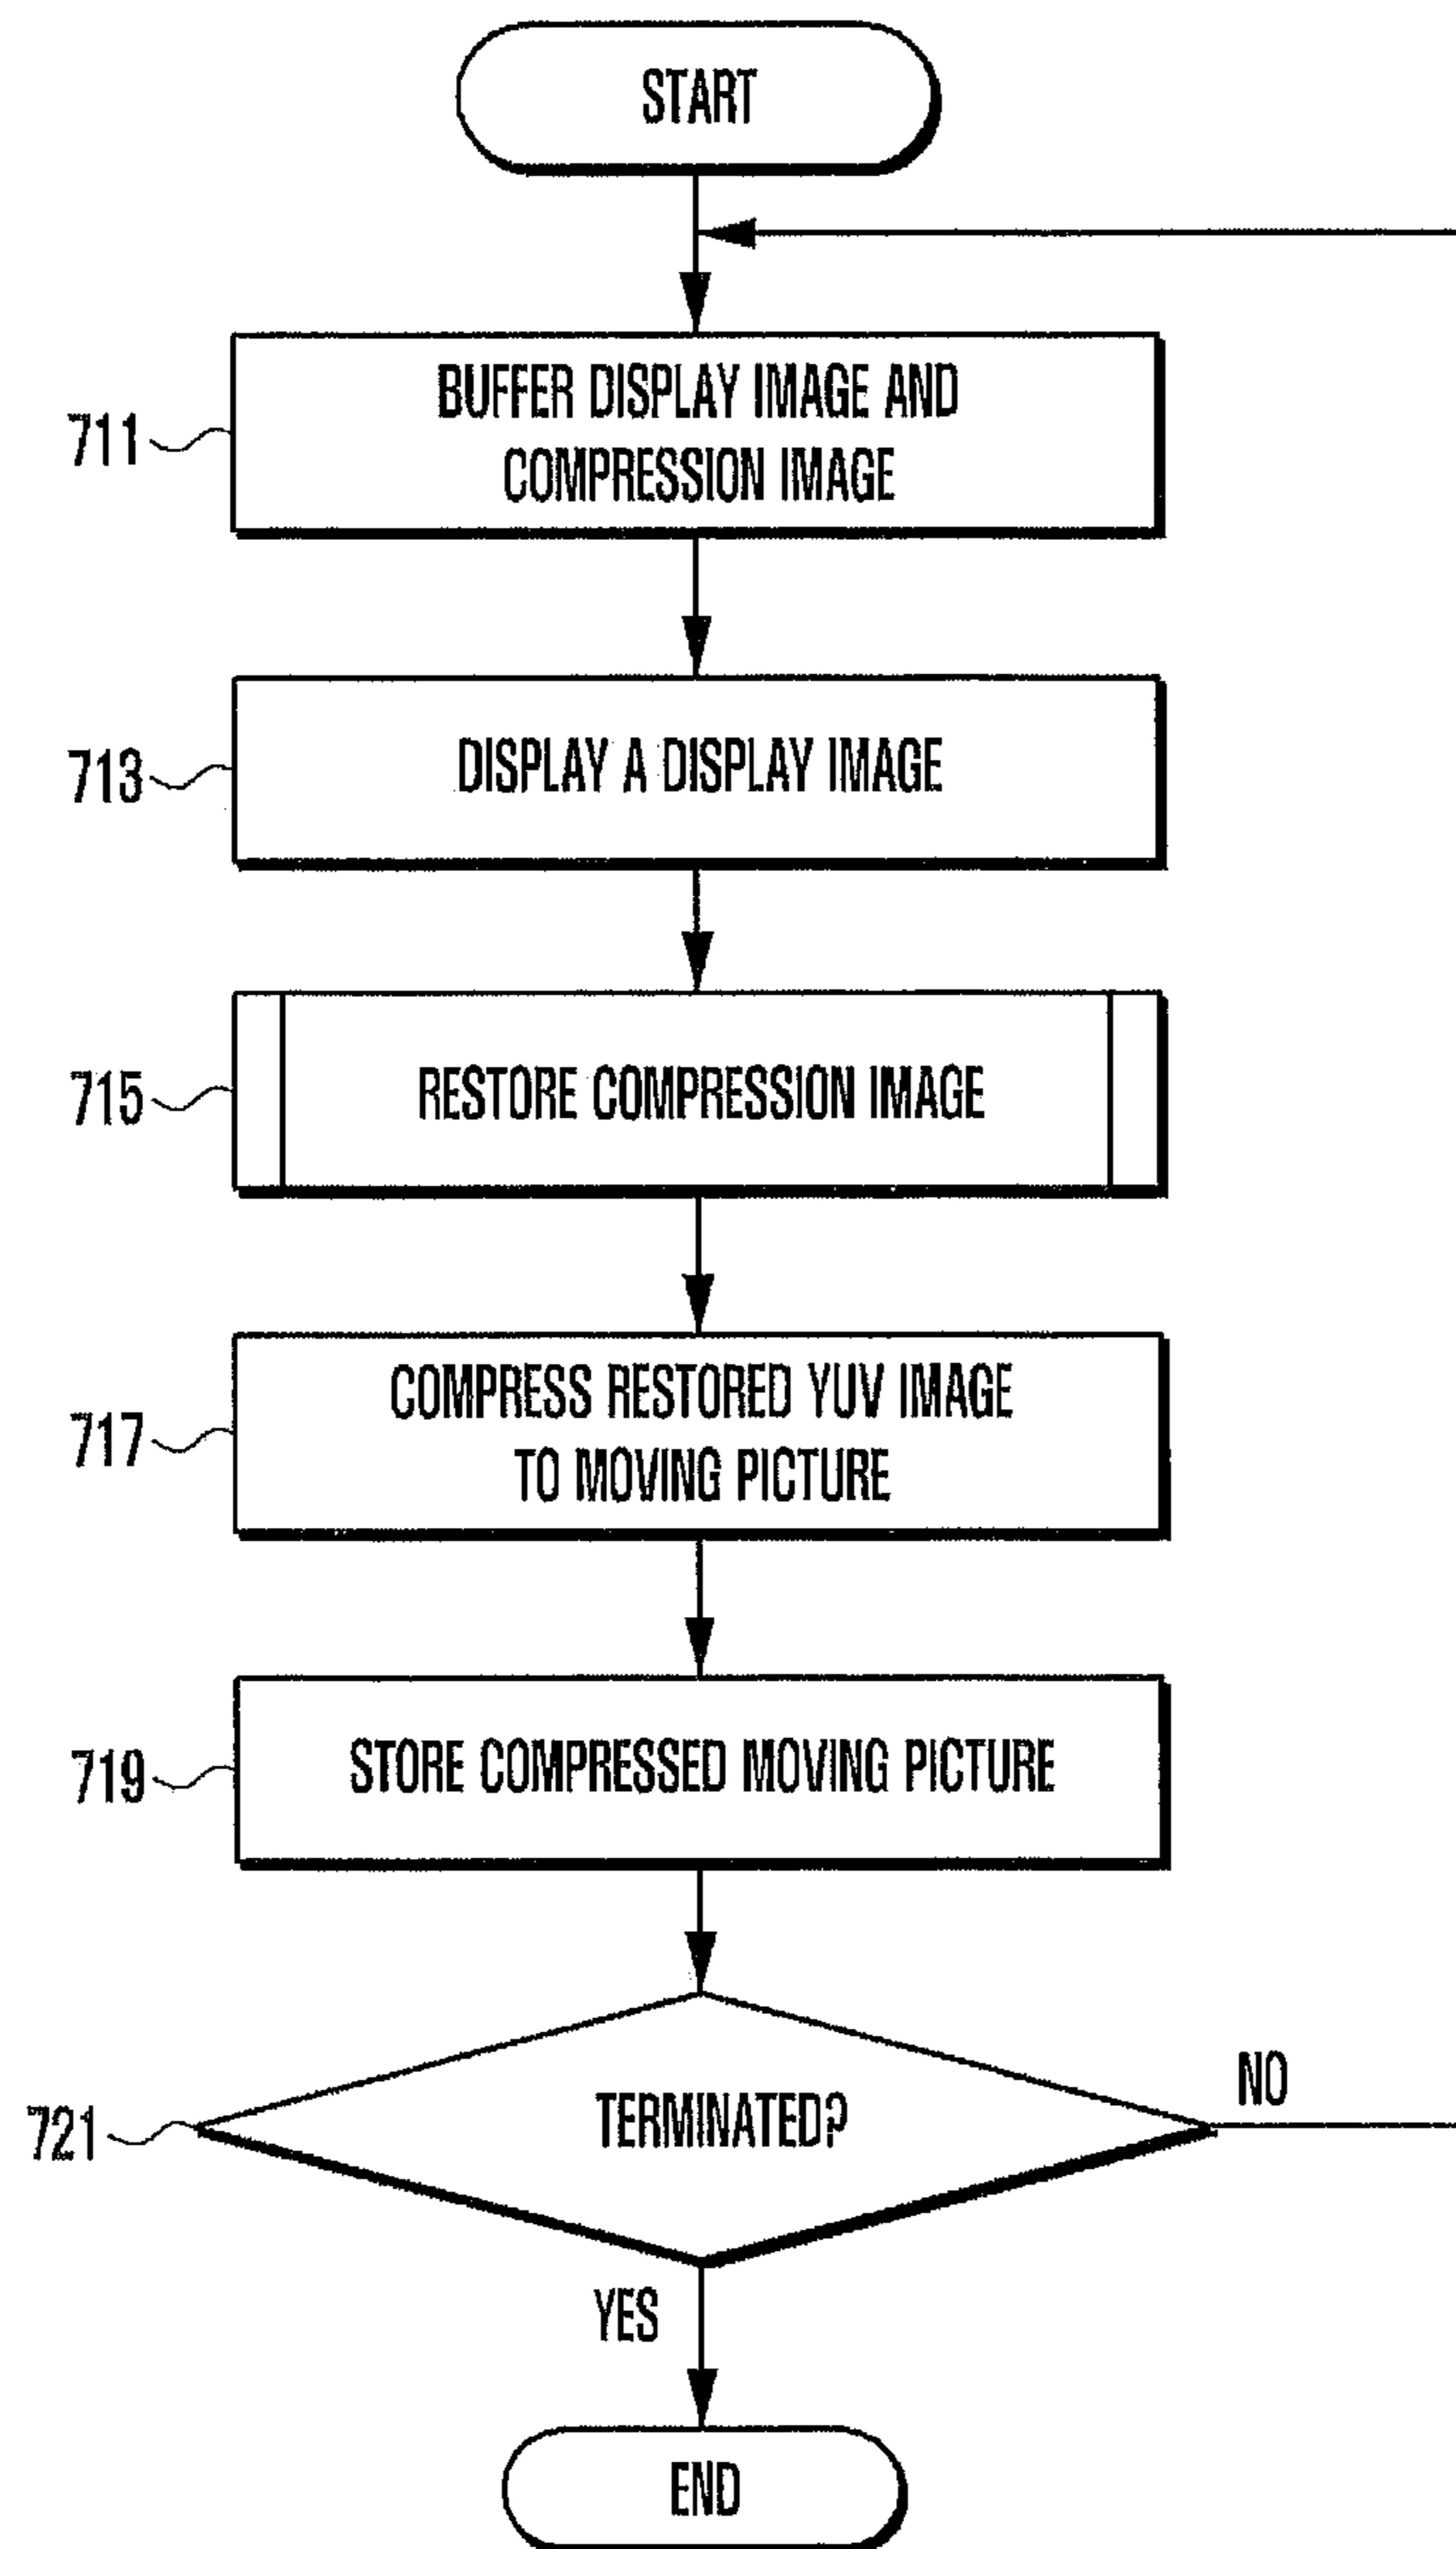 START
711
BUFFER DISPLAY IMAGE AND
COMPRESSION IMAGE
713
DISPLAY A DISPLAY IMAGE
715
RESTORE COMPRESSION IMAGE
717
COMPRESS RESTORED YUV IMAGE
TO MOVING PICTURE
719
STORE COMPRESSED MOVING PICTURE
721
TERMINATED?
NO
YES
END